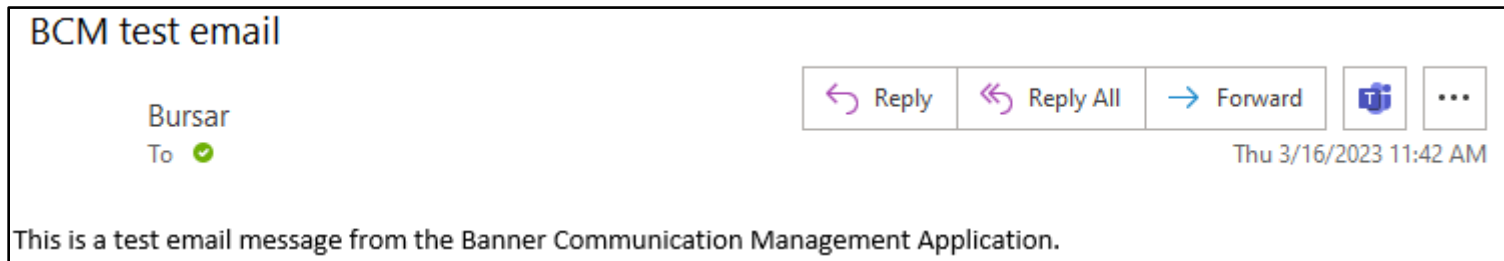 BCM test email
Reply
Reply All
Forward
T
Bursar
To
Thu 3/16/2023 11:42 AM
This is a test email message from the Banner Communication Management Application.